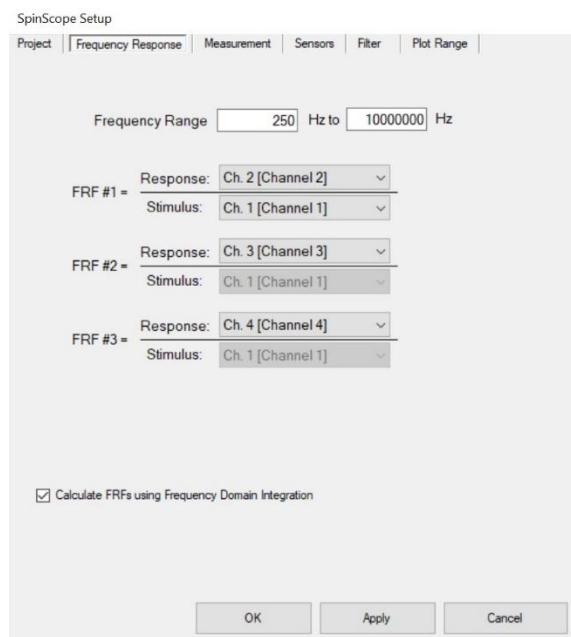 SpinScope Setup
Project Frequency Response Measurement Sensors Filter Plot Range
Frequency Range 250 Hz to 10000000 Hz
Response: Ch. 2 [Channel 2]
FRF #1 =
Stimulus: Ch. 1 [Channel 1]
Response: Ch. 3 [Channel 3]
FRF #2 =
Stimulus: Ch. 1 [Channel 1]
Response: Ch. 4 [Channel 4]
FRF #3 =
Stimulus: Ch. 1 [Channel 1]
Calculate FRFs using Frequency Domain Integration
OK Apply Cancel